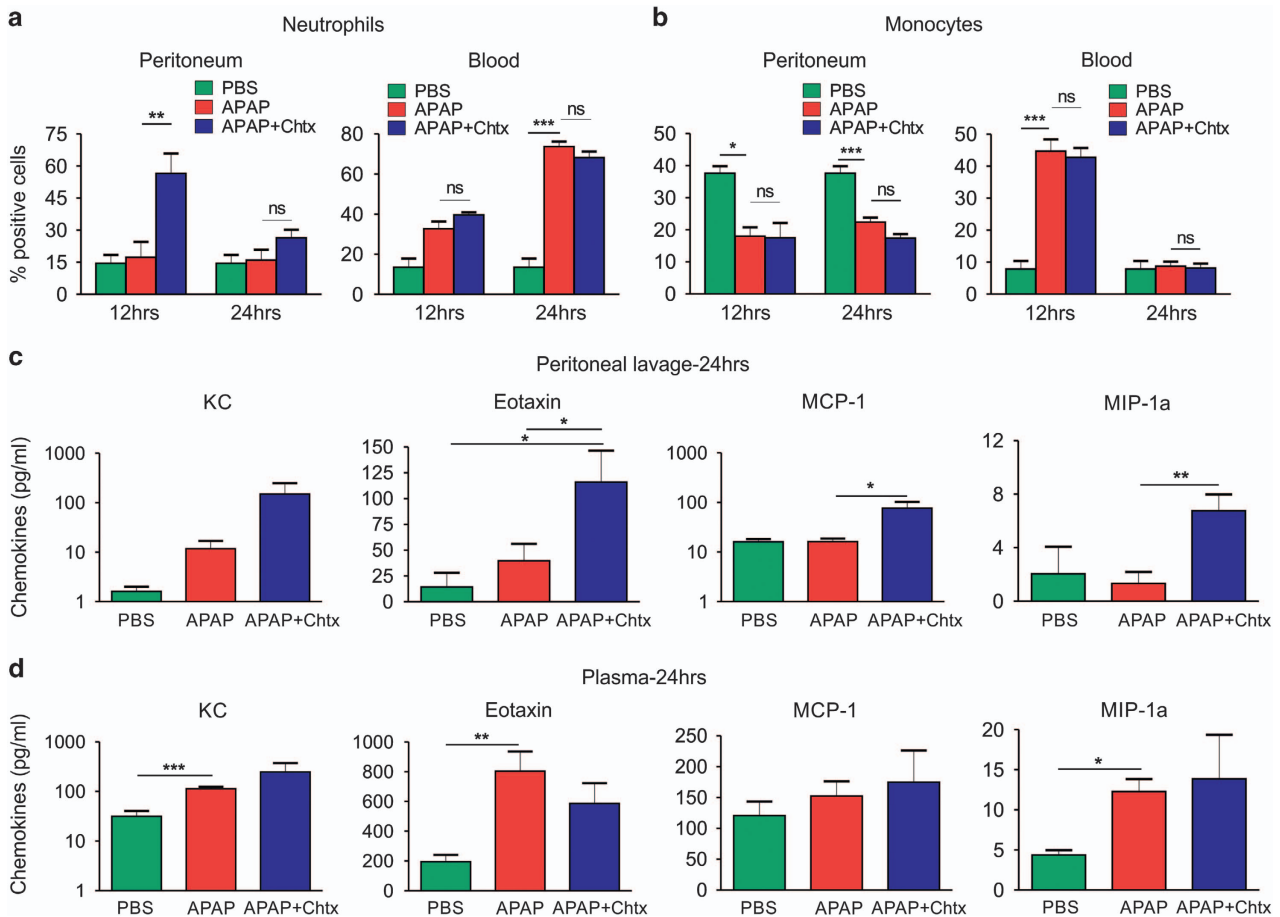 a
Neutrophils
b
Monocytes
Peritoneum
Blood
Peritoneum
Blood
PBS
APAP
APAP+Chtx
PBS
APAP
APAP+Chtx
PBS
APAP
APAP+Chtx
PBS
APAP
APAP+Chtx
% positive cells
75
60
45
30
15
0
**
ns
12hrs
24hrs
80
60
40
20
0
ns
***
ns
12hrs
24hrs
50
40
30
20
10
0
*
ns
***
ns
12hrs
24hrs
50
40
30
20
10
0
***
ns
ns
12hrs
24hrs
c
Peritoneal lavage-24hrs
Chemokines (pg/ml)
KC
1000
100
10
1
PBS
APAP
APAP+Chtx
Eotaxin
150
125
100
75
50
25
0
*
*
PBS
APAP
APAP+Chtx
MCP-1
1000
100
10
1
*
PBS
APAP
APAP+Chtx
MIP-1a
12
8
4
0
**
PBS
APAP
APAP+Chtx
d
Plasma-24hrs
Chemokines (pg/ml)
KC
1000
100
10
1
***
PBS
APAP
APAP+Chtx
Eotaxin
1000
800
600
400
200
0
**
PBS
APAP
APAP+Chtx
MCP-1
250
200
150
100
50
0
PBS
APAP
APAP+Chtx
MIP-1a
20
15
10
5
0
*
PBS
APAP
APAP+Chtx